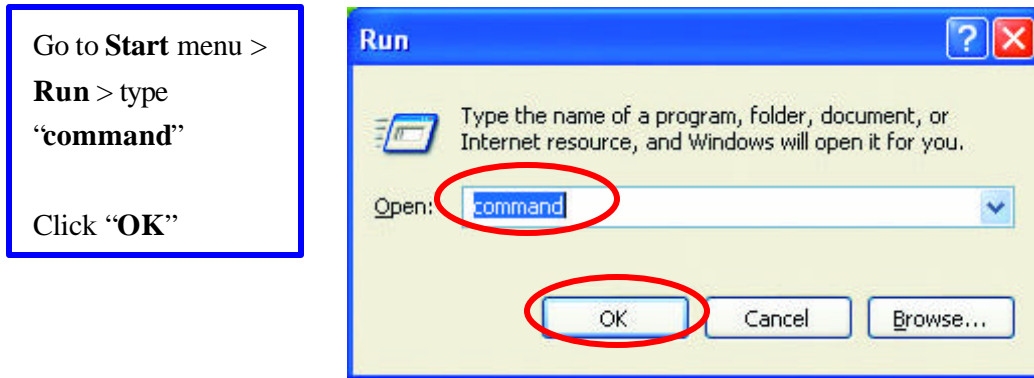 Go to Start menu >
Run > type
“command”
Click “OK”
Run
Type the name of a program, folder, document, or
Internet resource, and Windows will open it for you.
Open: command
OK Cancel Browse...